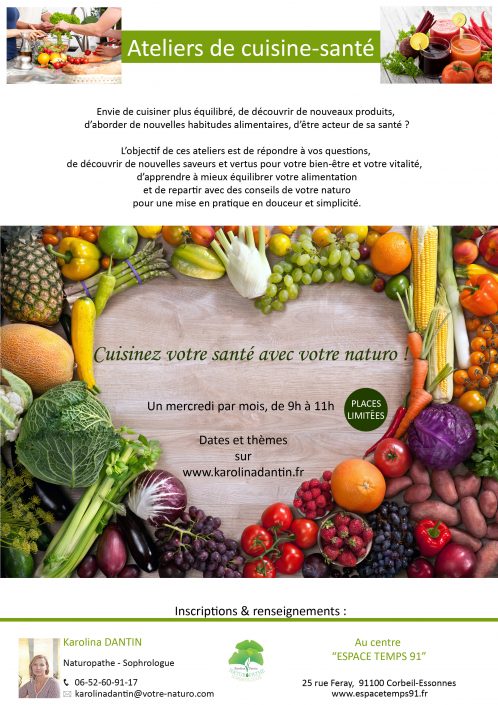 Ateliers de cuisine-santé
Envie de cuisiner plus équilibré, de découvrir de nouveaux produits,
d'aborder de nouvelles habitudes alimentaires, d'être acteur de sa santé ?
L'objectif de ces ateliers est de répondre à vos questions,
de découvrir de nouvelles saveurs et vertus pour votre bien-être et votre vitalité,
d'apprendre à mieux équilibrer votre alimentation
et de repartir avec des conseils de votre naturo
pour une mise en pratique en douceur et simplicité.
Cuisinez votre santé avec votre naturo !
Un mercredi par mois, de 9h à 11h
PLACES
LIMITÉES
Dates et thèmes
sur
www.karolinadantin.fr
Inscriptions & renseignements :
Karolina DANTIN
Naturopathe - Sophrologue
06-52-60-91-17
karolinadantin@votre-naturo.com
Au centre
"ESPACE TEMPS 91"
25 rue Feray, 91100 Corbeil-Essonnes
www.espacetemps91.fr